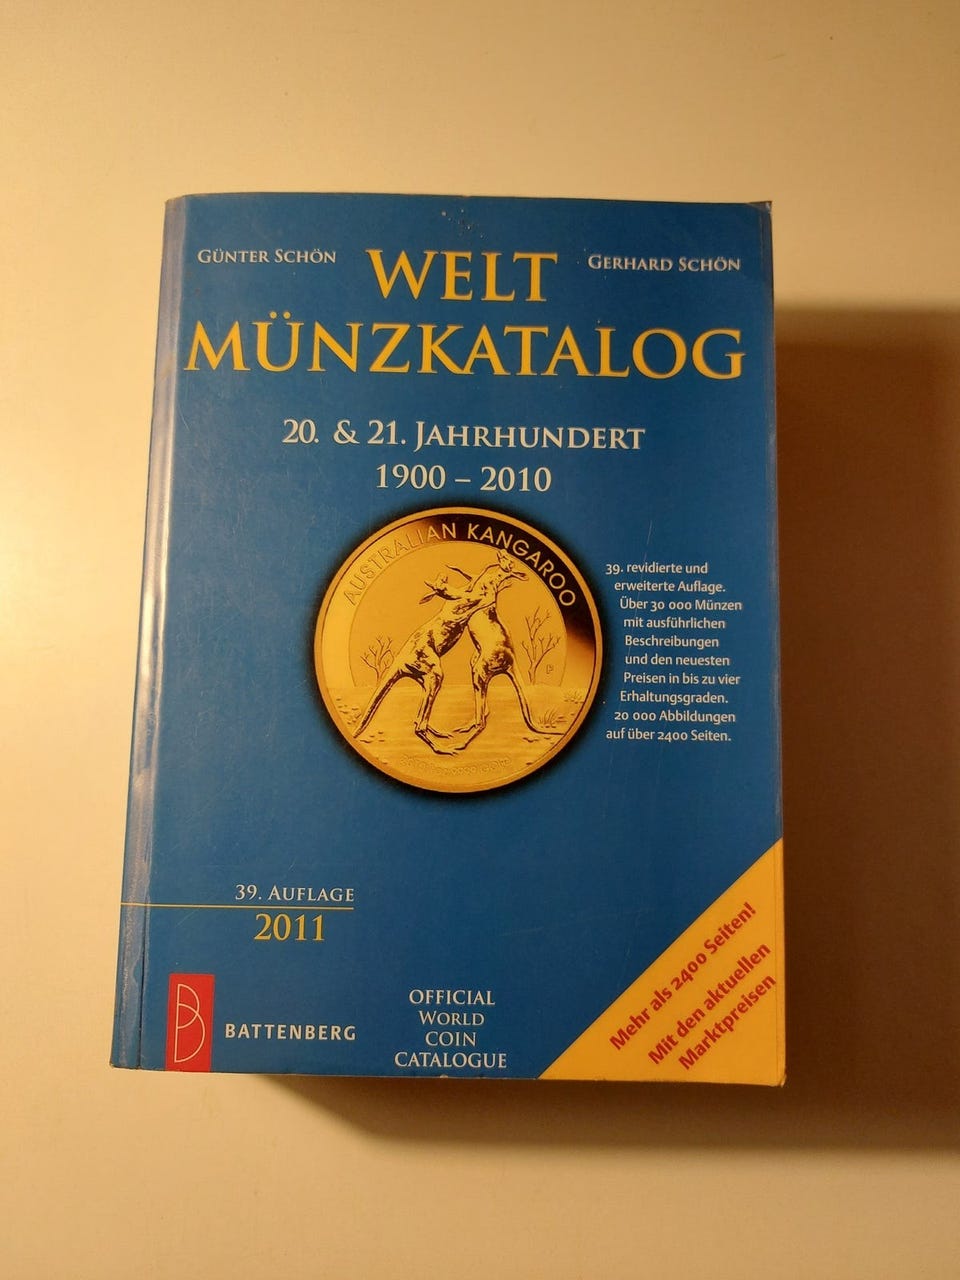 GÜNTER SCHÖN
GERHARD SCHÖN
WELT
MÜNZKATALOG
20. & 21. JAHRHUNDERT
1900 – 2010
AUSTRALIAN KANGAROO
39. revidierte und
erweiterte Auflage.
Über 30 000 Münzen
mit ausführlichen
Beschreibungen
und den neuesten
Preisen in bis zu vier
Erhaltungsgraden.
20 000 Abbildungen
auf über 2400 Seiten.
39. AUFLAGE
2011
BATTENBERG
OFFICIAL
WORLD
COIN
CATALOGUE
Mehr als 2400 Seiten!
Mit den aktuellen
Marktpreisen